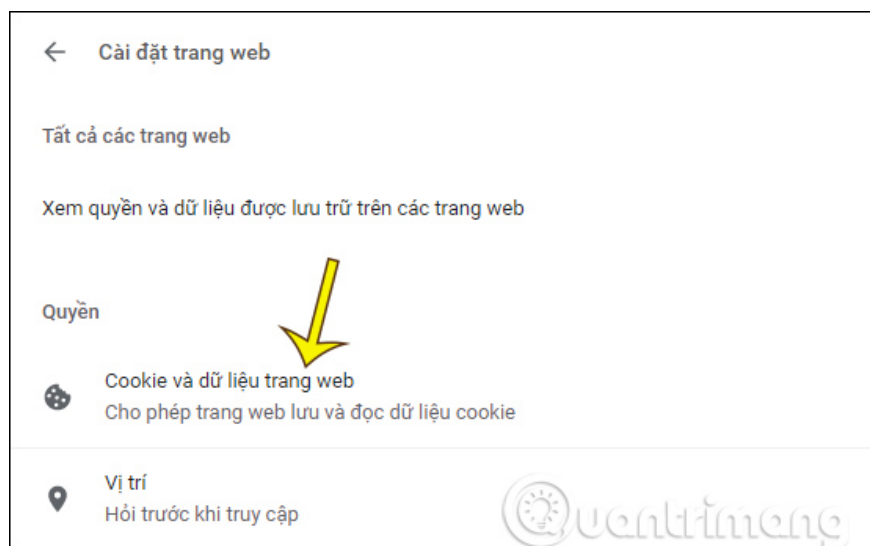 Cài đặt trang web
Tất cả các trang web
Xem quyền và dữ liệu được lưu trữ trên các trang web
Quyền
Cookie và dữ liệu trang web
Cho phép trang web lưu và đọc dữ liệu cookie
Vị trí
Hỏi trước khi truy cập
Quantrimang